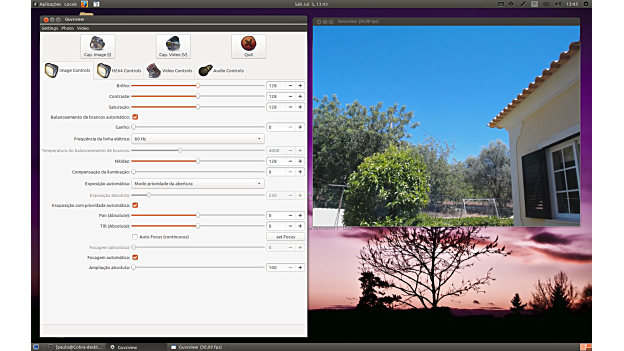 Aplicações Locais Sáb Jul 5, 13:43 13:43
Guvcview
Guvcview (30,09 fps)
Settings Photo Video
Cap. Image (I) Cap. Video (V) Quit
Image Controls H264 Controls Video Controls Audio Controls
Brilho: 128
Contraste: 128
Saturação: 128
Balanceamento de brancos automático:
Ganho: 0
Frequência da linha elétrica: 60 Hz
Temperatura do balanceamento de brancos: 4000
Nitidez: 128
Compensação da iluminação: 0
Exposição automática: Modo prioridade da abertura
Exposição absoluta: 250
Exsposição com prioridade automática:
Pan (Absolute): 0
Tilt (Absolute): 0
Auto Focus (continuous) set Focus
Focagem (absolute): 0
Focagem automática:
Ampliação absoluta: 100
[paulo@Cobra-deskt... Guvcview Guvcview (30,09 fps)